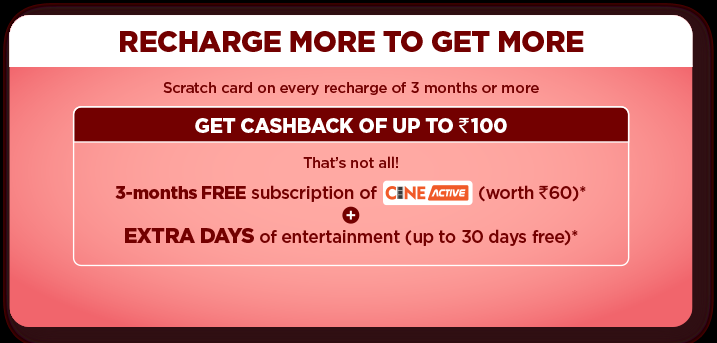 RECHARGE MORE TO GET MORE
Scratch card on every recharge of 3 months or more
GET CASHBACK OF UP TO ₹100
That's not all!
3-months FREE subscription of CINE ACTIVE (worth ₹60)*
+
EXTRA DAYS of entertainment (up to 30 days free)*